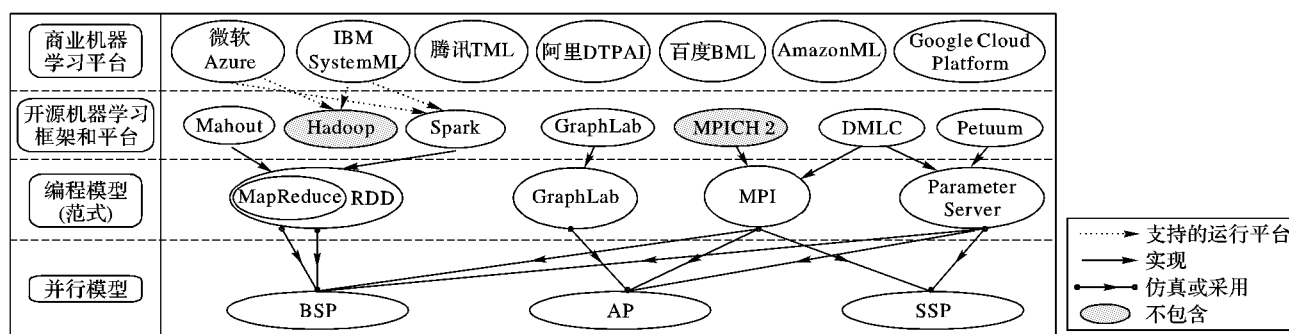 商业机器
学习平台
微软
Azure
IBM
SystemML
腾讯TML
阿里DTPAI
百度BML
AmazonML
Google Cloud
Platform
开源机器学习
框架和平台
Mahout
Hadoop
Spark
GraphLab
MPICH 2
DMLC
Petuum
编程模型
(范式)
MapReduce
RDD
GraphLab
MPI
Parameter
Server
并行模型
BSP
AP
SSP
支持的运行平台
实现
仿真或采用
不包含